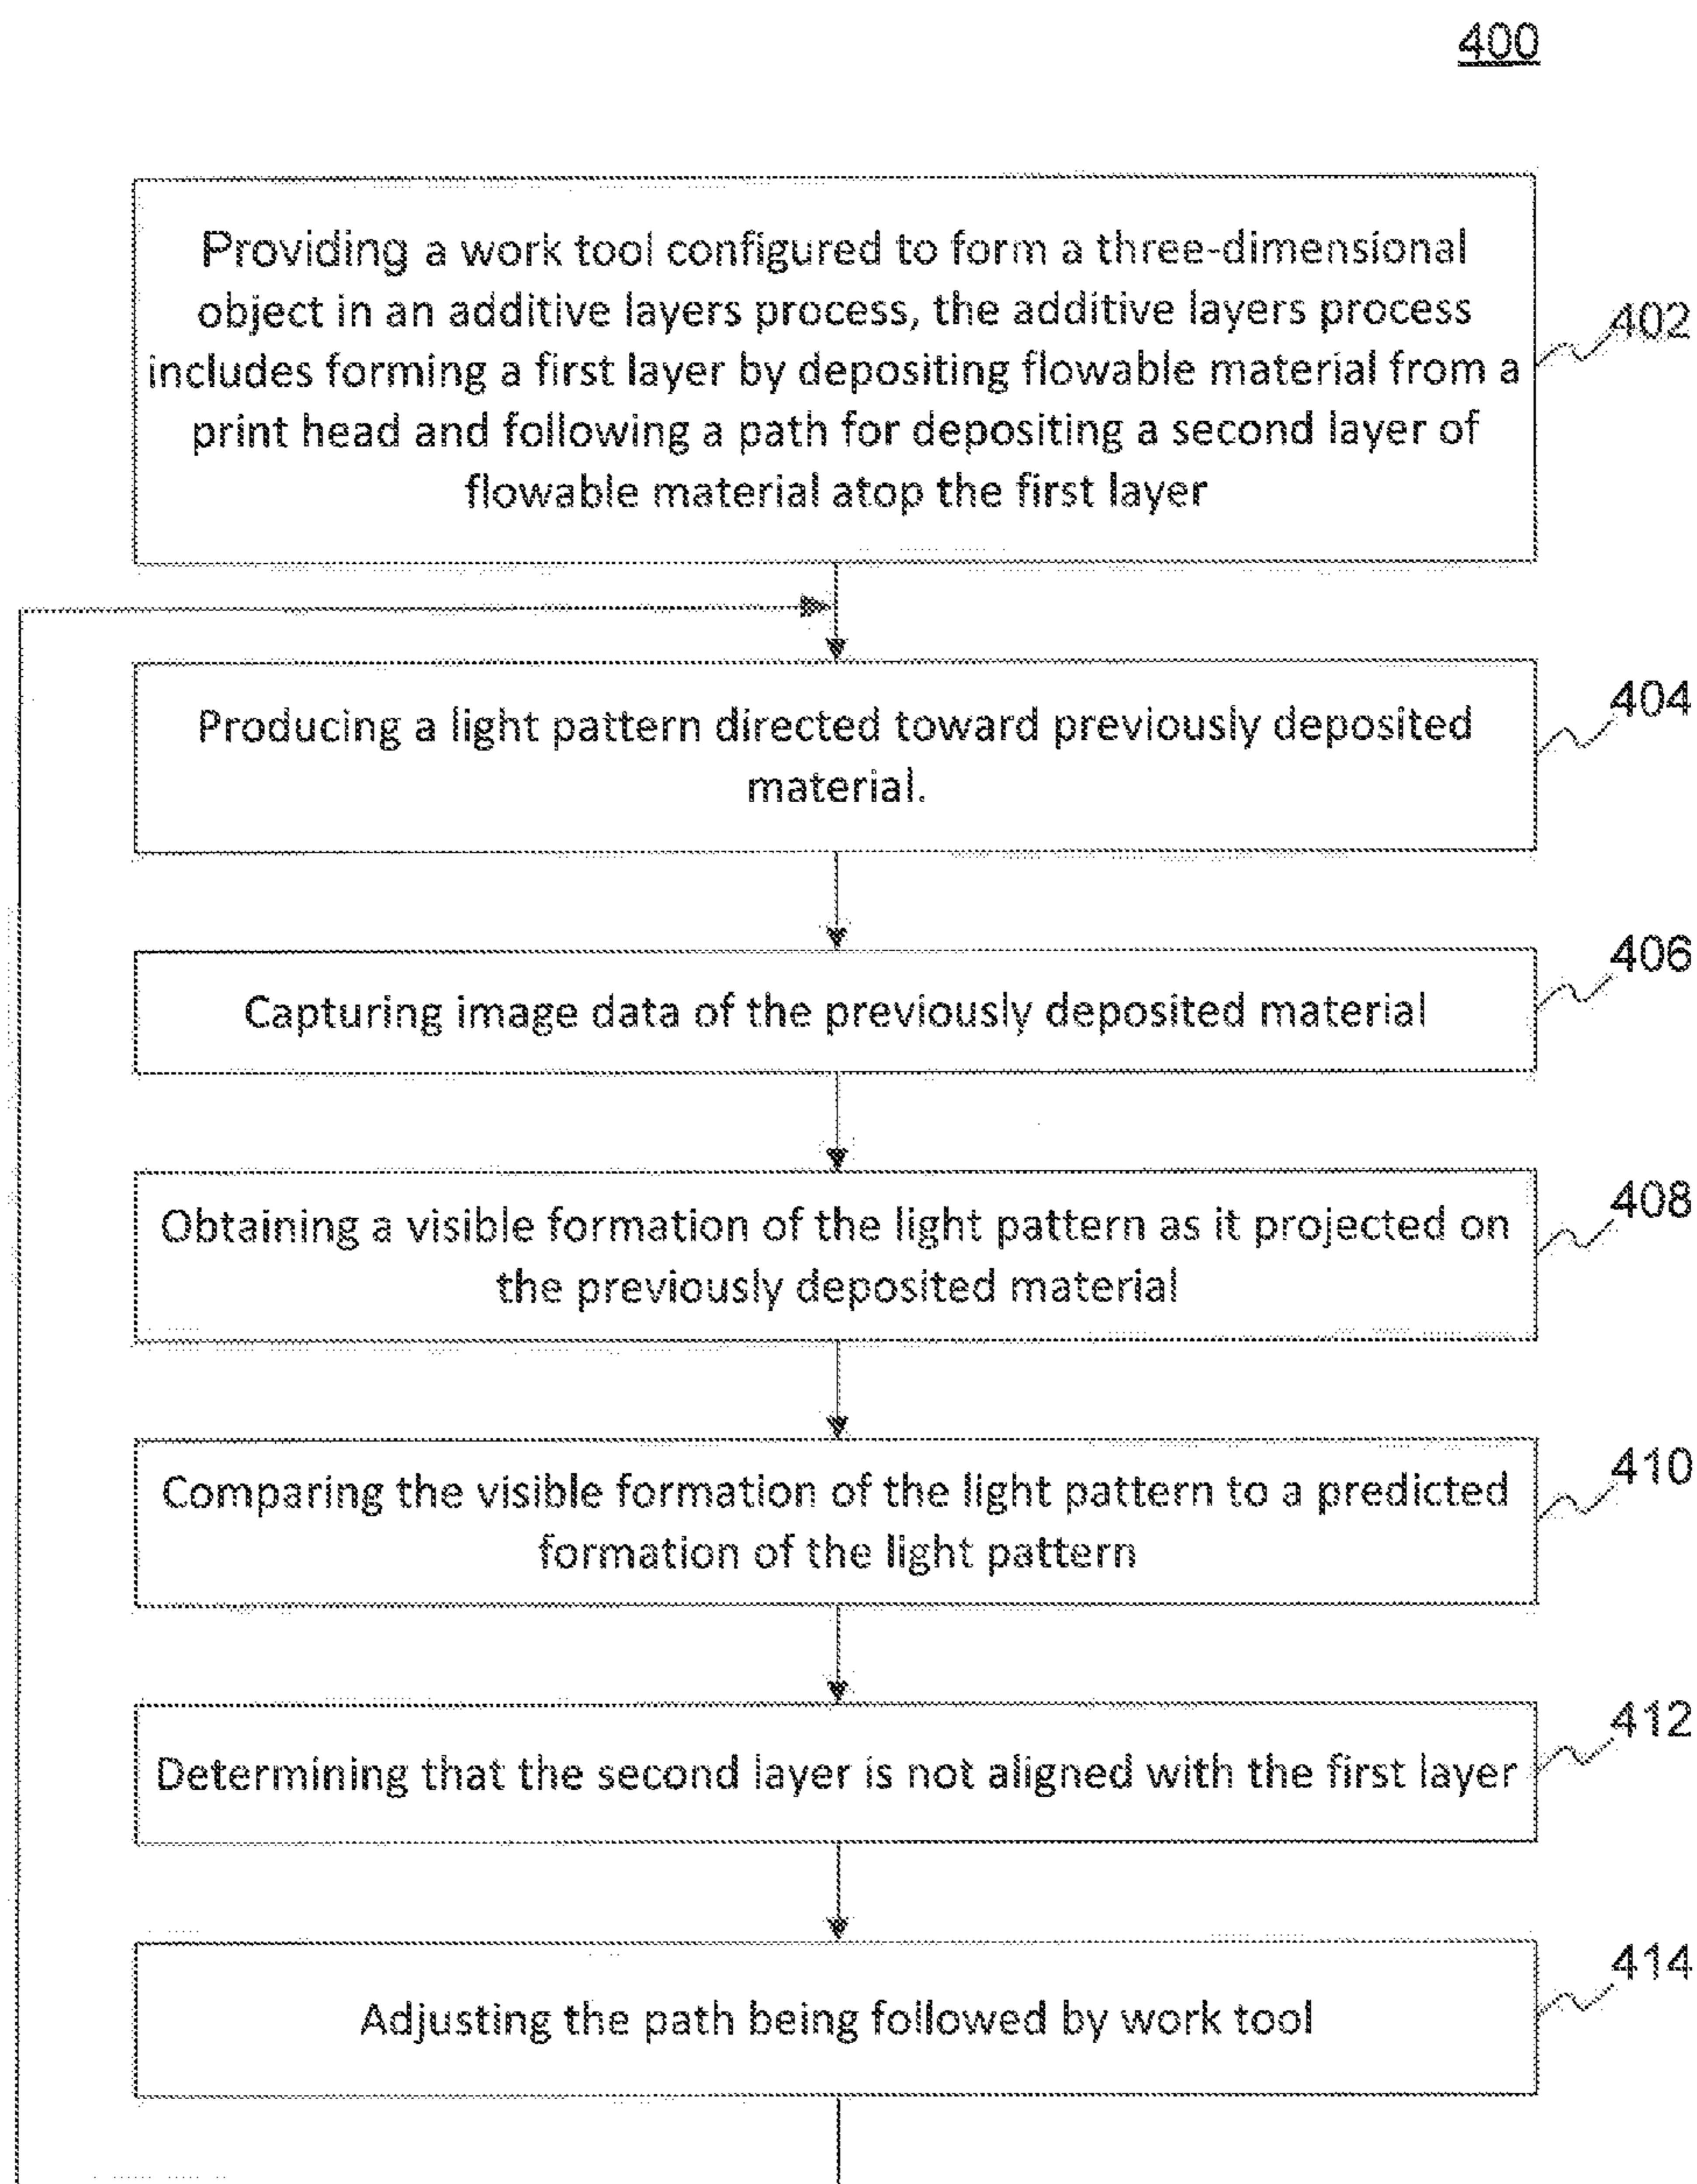 400
Providing a work tool configured to form a three-dimensional
object in an additive layers process, the additive layers process
includes forming a first layer by depositing flowable material from a
print head and following a path for depositing a second layer of
flowable material atop the first layer
402
Producing a light pattern directed toward previously deposited
material.
404
Capturing image data of the previously deposited material
406
Obtaining a visible formation of the light pattern as it projected on
the previously deposited material
408
Comparing the visible formation of the light pattern to a predicted
formation of the light pattern
410
Determining that the second layer is not aligned with the first layer
412
Adjusting the path being followed by work tool
414